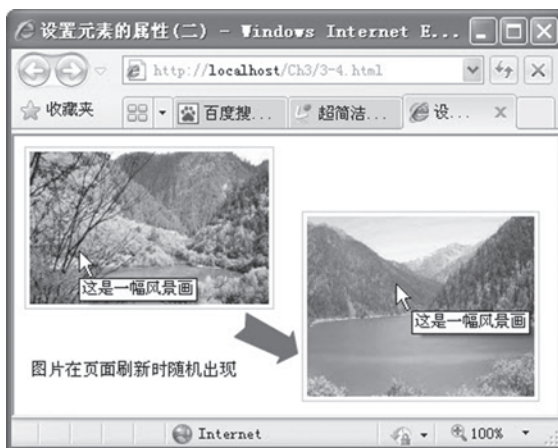 设置元素的属性(二) - Windows Internet E...
http://localhost/Ch3/3-4.html
收藏夹
百度搜...
超简洁...
设...
这是一幅风景画
这是一幅风景画
图片在页面刷新时随机出现
Internet
100%